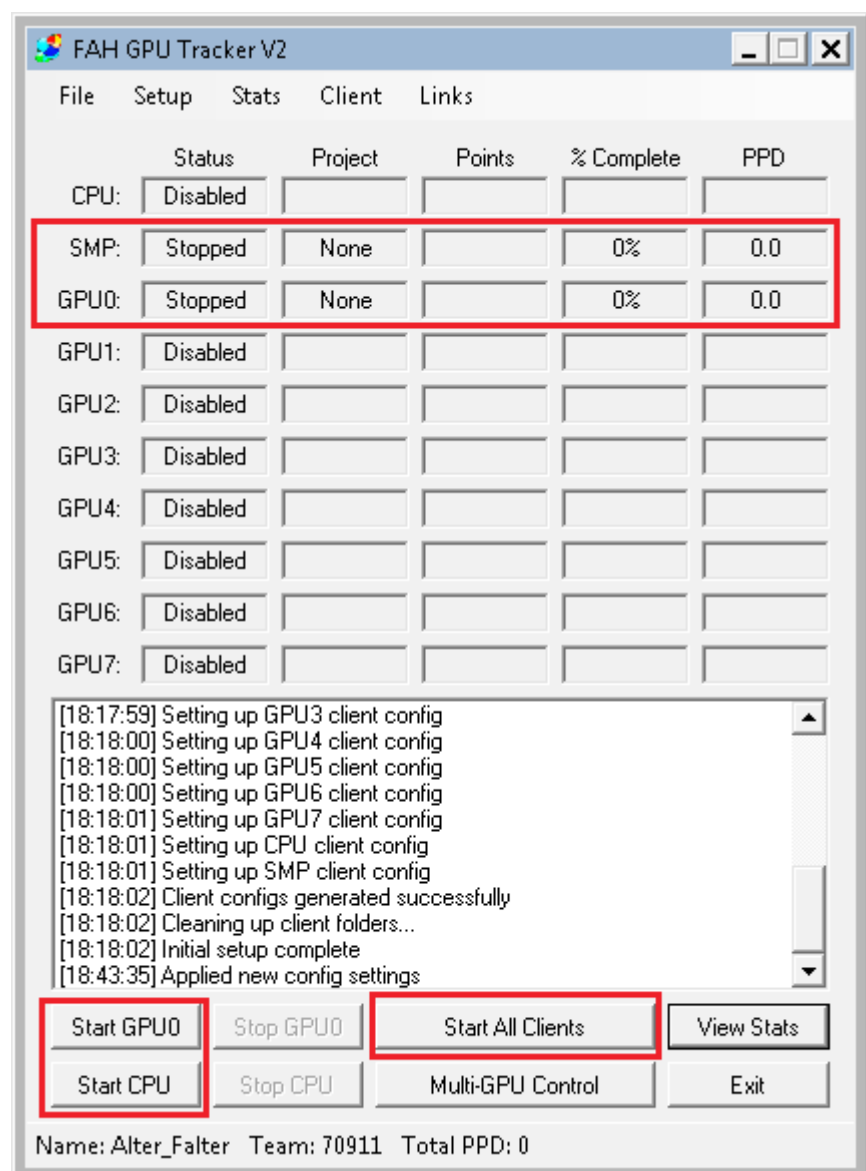 FAH GPU Tracker V2
File Setup Stats Client Links
Status Project Points % Complete PPD
CPU: Disabled
SMP: Stopped None 0% 0.0
GPU0: Stopped None 0% 0.0
GPU1: Disabled
GPU2: Disabled
GPU3: Disabled
GPU4: Disabled
GPU5: Disabled
GPU6: Disabled
GPU7: Disabled
[18:17:59] Setting up GPU3 client config
[18:18:00] Setting up GPU4 client config
[18:18:00] Setting up GPU5 client config
[18:18:00] Setting up GPU6 client config
[18:18:01] Setting up GPU7 client config
[18:18:01] Setting up CPU client config
[18:18:01] Setting up SMP client config
[18:18:02] Client configs generated successfully
[18:18:02] Cleaning up client folders...
[18:18:02] Initial setup complete
[18:43:35] Applied new config settings
Start GPU0 Stop GPU0 Start All Clients View Stats
Start CPU Stop CPU Multi-GPU Control Exit
Name: Alter_Falter Team: 70911 Total PPD: 0